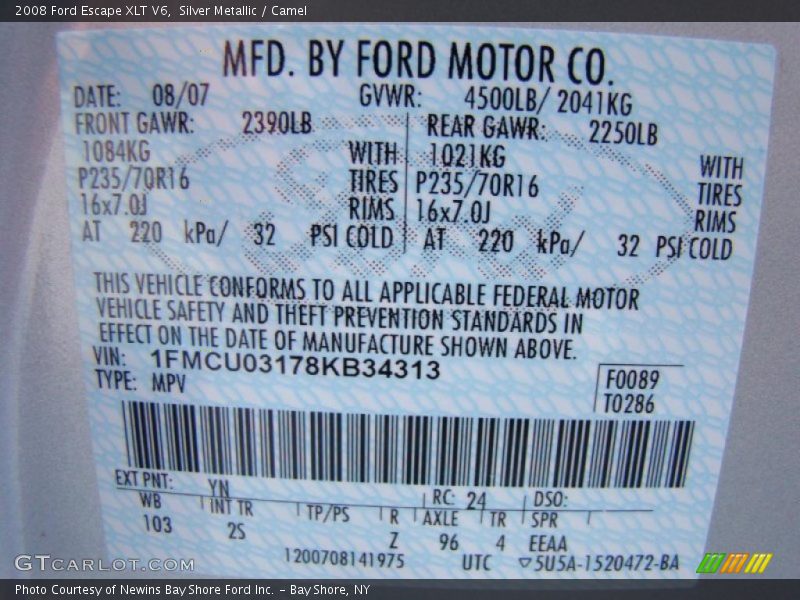 2008 Ford Escape XLT V6, Silver Metallic / Camel
MFD. BY FORD MOTOR CO.
DATE: 08/07 GVWR: 4500LB/ 2041KG
FRONT GAWR: 2390LB REAR GAWR: 2250LB
1084KG WITH 1021KG WITH
P235/70R16 TIRES P235/70R16 TIRES
16x7.0J RIMS 16x7.0J RIMS
AT 220 kPa/ 32 PSI COLD AT 220 kPa/ 32 PSI COLD
THIS VEHICLE CONFORMS TO ALL APPLICABLE FEDERAL MOTOR
VEHICLE SAFETY AND THEFT PREVENTION STANDARDS IN
EFFECT ON THE DATE OF MANUFACTURE SHOWN ABOVE.
VIN: 1FMCU03178KB34313
TYPE: MPV
F0089
T0286
EXT PNT: YN RC: 24 DSO:
WB INT TR TP/PS R AXLE TR SPR
103 2S Z 96 4 EEAA
1200708141975 UTC ▽5U5A-1520472-BA
GTCarLot.com
Photo Courtesy of Newins Bay Shore Ford Inc. – Bay Shore, NY